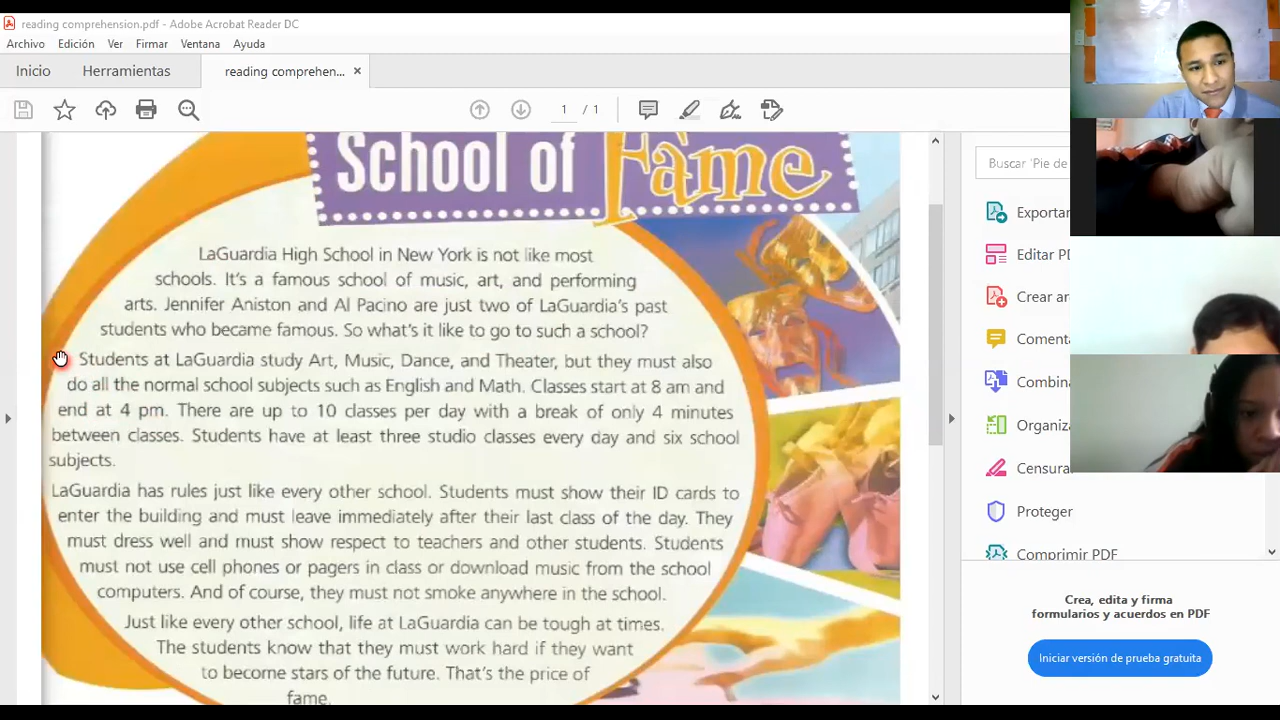 reading comprehension.pdf - Adobe Acrobat Reader DC
Archivo Edición Ver Firmar Ventana Ayuda
Inicio Herramientas reading comprehen... ×
1 / 1
School of Fame
Buscar 'Pie de
LaGuardia High School in New York is not like most
schools. It's a famous school of music, art, and performing
arts. Jennifer Aniston and Al Pacino are just two of LaGuardia's past
students who became famous. So what's it like to go to such a school?
Students at LaGuardia study Art, Music, Dance, and Theater, but they must also
do all the normal school subjects such as English and Math. Classes start at 8 am and
end at 4 pm. There are up to 10 classes per day with a break of only 4 minutes
between classes. Students have at least three studio classes every day and six school
subjects.
LaGuardia has rules just like every other school. Students must show their ID cards to
enter the building and must leave immediately after their last class of the day. They
must dress well and must show respect to teachers and other students. Students
must not use cell phones or pagers in class or download music from the school
computers. And of course, they must not smoke anywhere in the school.
Just like every other school, life at LaGuardia can be tough at times.
The students know that they must work hard if they want
to become stars of the future. That's the price of
fame.
Exportar
Editar PD
Crear ar
Comenta
Combina
Organiza
Censura
Proteger
Comprimir PDF
Crea, edita y firma
formularios y acuerdos en PDF
Iniciar versión de prueba gratuita